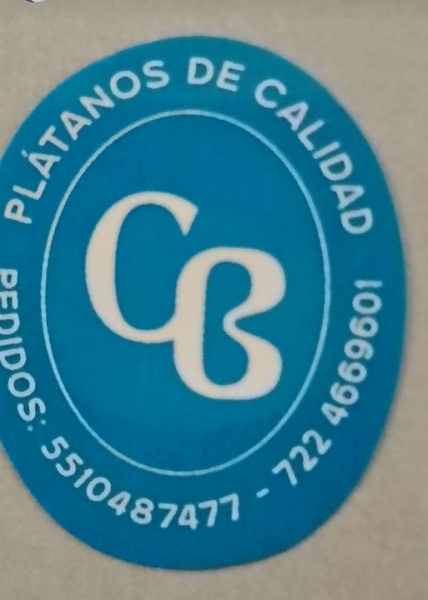 PLÁTANOS DE CALIDAD
CB
PEDIDOS: 5510487477 - 722 4669601